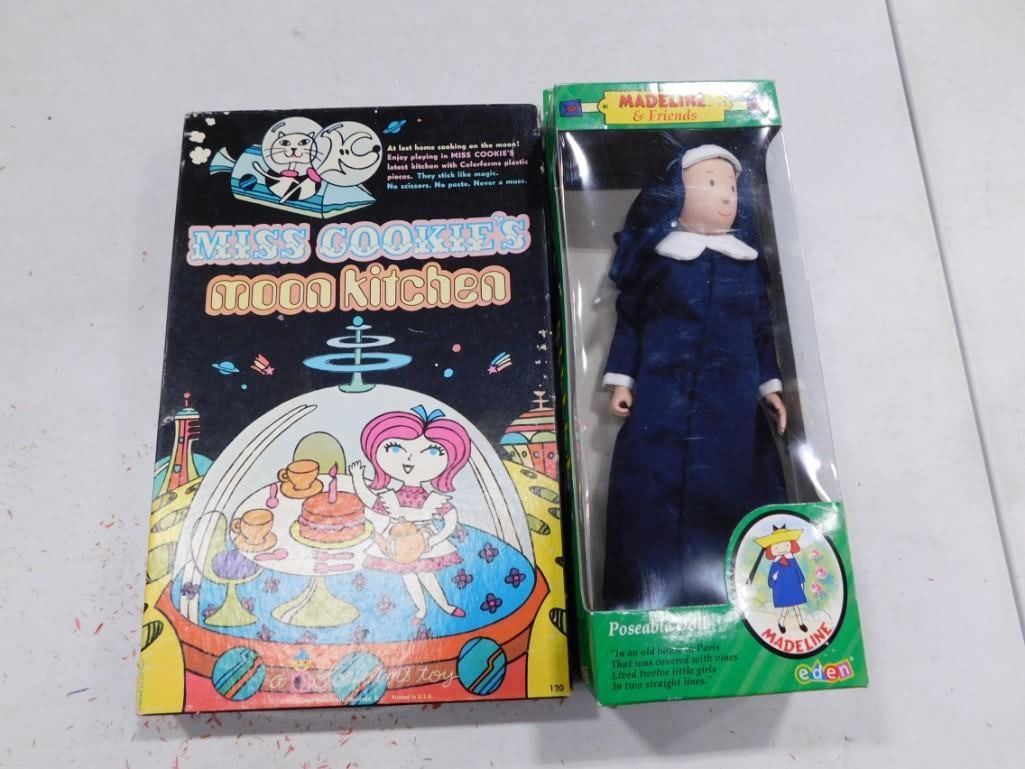 At last home cooking on the moon!
Enjoy playing in MISS COOKIE'S
latest kitchen with Colorforms plastic
pieces. They stick like magic.
No scissors. No paste. Never a muss.
MISS COOKIE'S
moon kitchen
a colorforms toy
Printed in U.S.A.
120
MADELINE
& Friends
Poseable Doll
"In an old house in Paris
That was covered with vines
Lived twelve little girls
In two straight lines."
MADELINE
eden